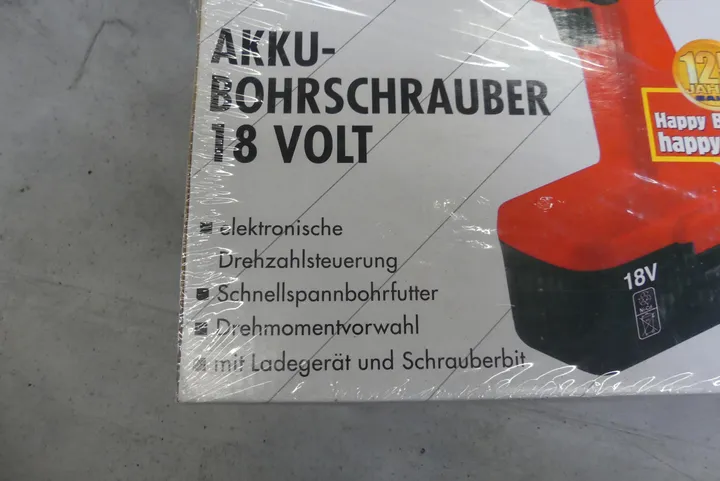 AKKU-
BOHRSCHRAUBER
18 VOLT
elektronische
Drehzahlsteuerung
Schnellspannbohrfutter
Drehmomentvorwahl
mit Ladegerät und Schrauberbit
18V
Happy
happy